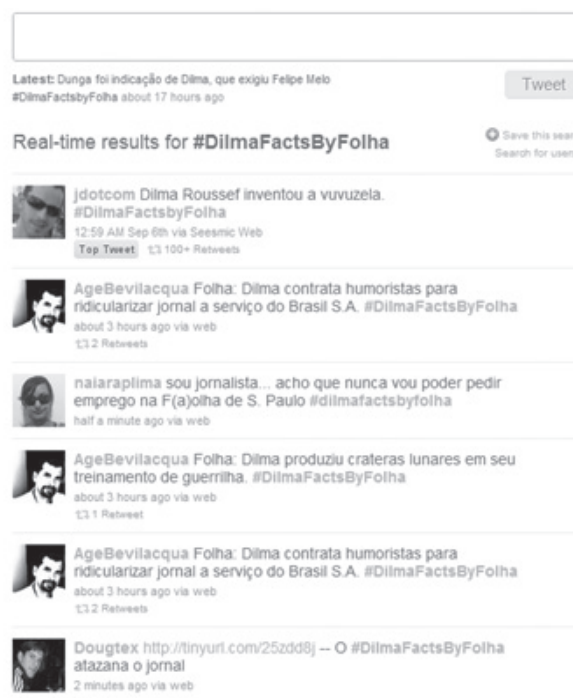 Latest: Dunga foi indicação de Dilma, que exigiu Felipe Melo
#DilmaFactsbyFolha about 17 hours ago
Tweet
Real-time results for #DilmaFactsByFolha
Save this sear
Search for user
jdotcom Dilma Roussef inventou a vuvuzela.
#DilmaFactsbyFolha
12:59 AM Sep 6th via Seesmic Web
Top Tweet 100+ Retweets
AgeBevilacqua Folha: Dilma contrata humoristas para
ridicularizar jornal a serviço do Brasil S.A. #DilmaFactsByFolha
about 3 hours ago via web
2 Retweets
naiaraplima sou jornalista... acho que nunca vou poder pedir
emprego na F(a)olha de S. Paulo #dilmafactsbyfolha
half a minute ago via web
AgeBevilacqua Folha: Dilma produziu crateras lunares em seu
treinamento de guerrilha. #DilmaFactsByFolha
about 3 hours ago via web
1 Retweet
AgeBevilacqua Folha: Dilma contrata humoristas para
ridicularizar jornal a serviço do Brasil S.A. #DilmaFactsByFolha
about 3 hours ago via web
2 Retweets
Dougtex http://tinyurl.com/25zdd8j -- O #DilmaFactsByFolha
atazana o jornal
2 minutes ago via web